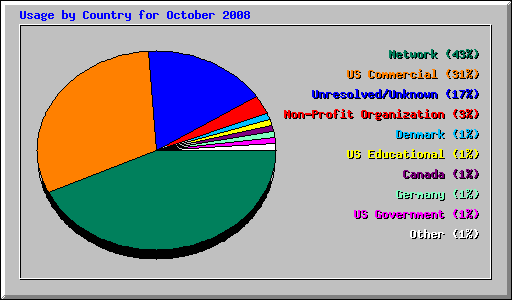 Usage by Country for October 2008
Network (43%)
US Commercial (31%)
Unresolved/Unknown (17%)
Non-Profit Organization (3%)
Denmark (1%)
US Educational (1%)
Canada (1%)
Germany (1%)
US Government (1%)
Other (1%)